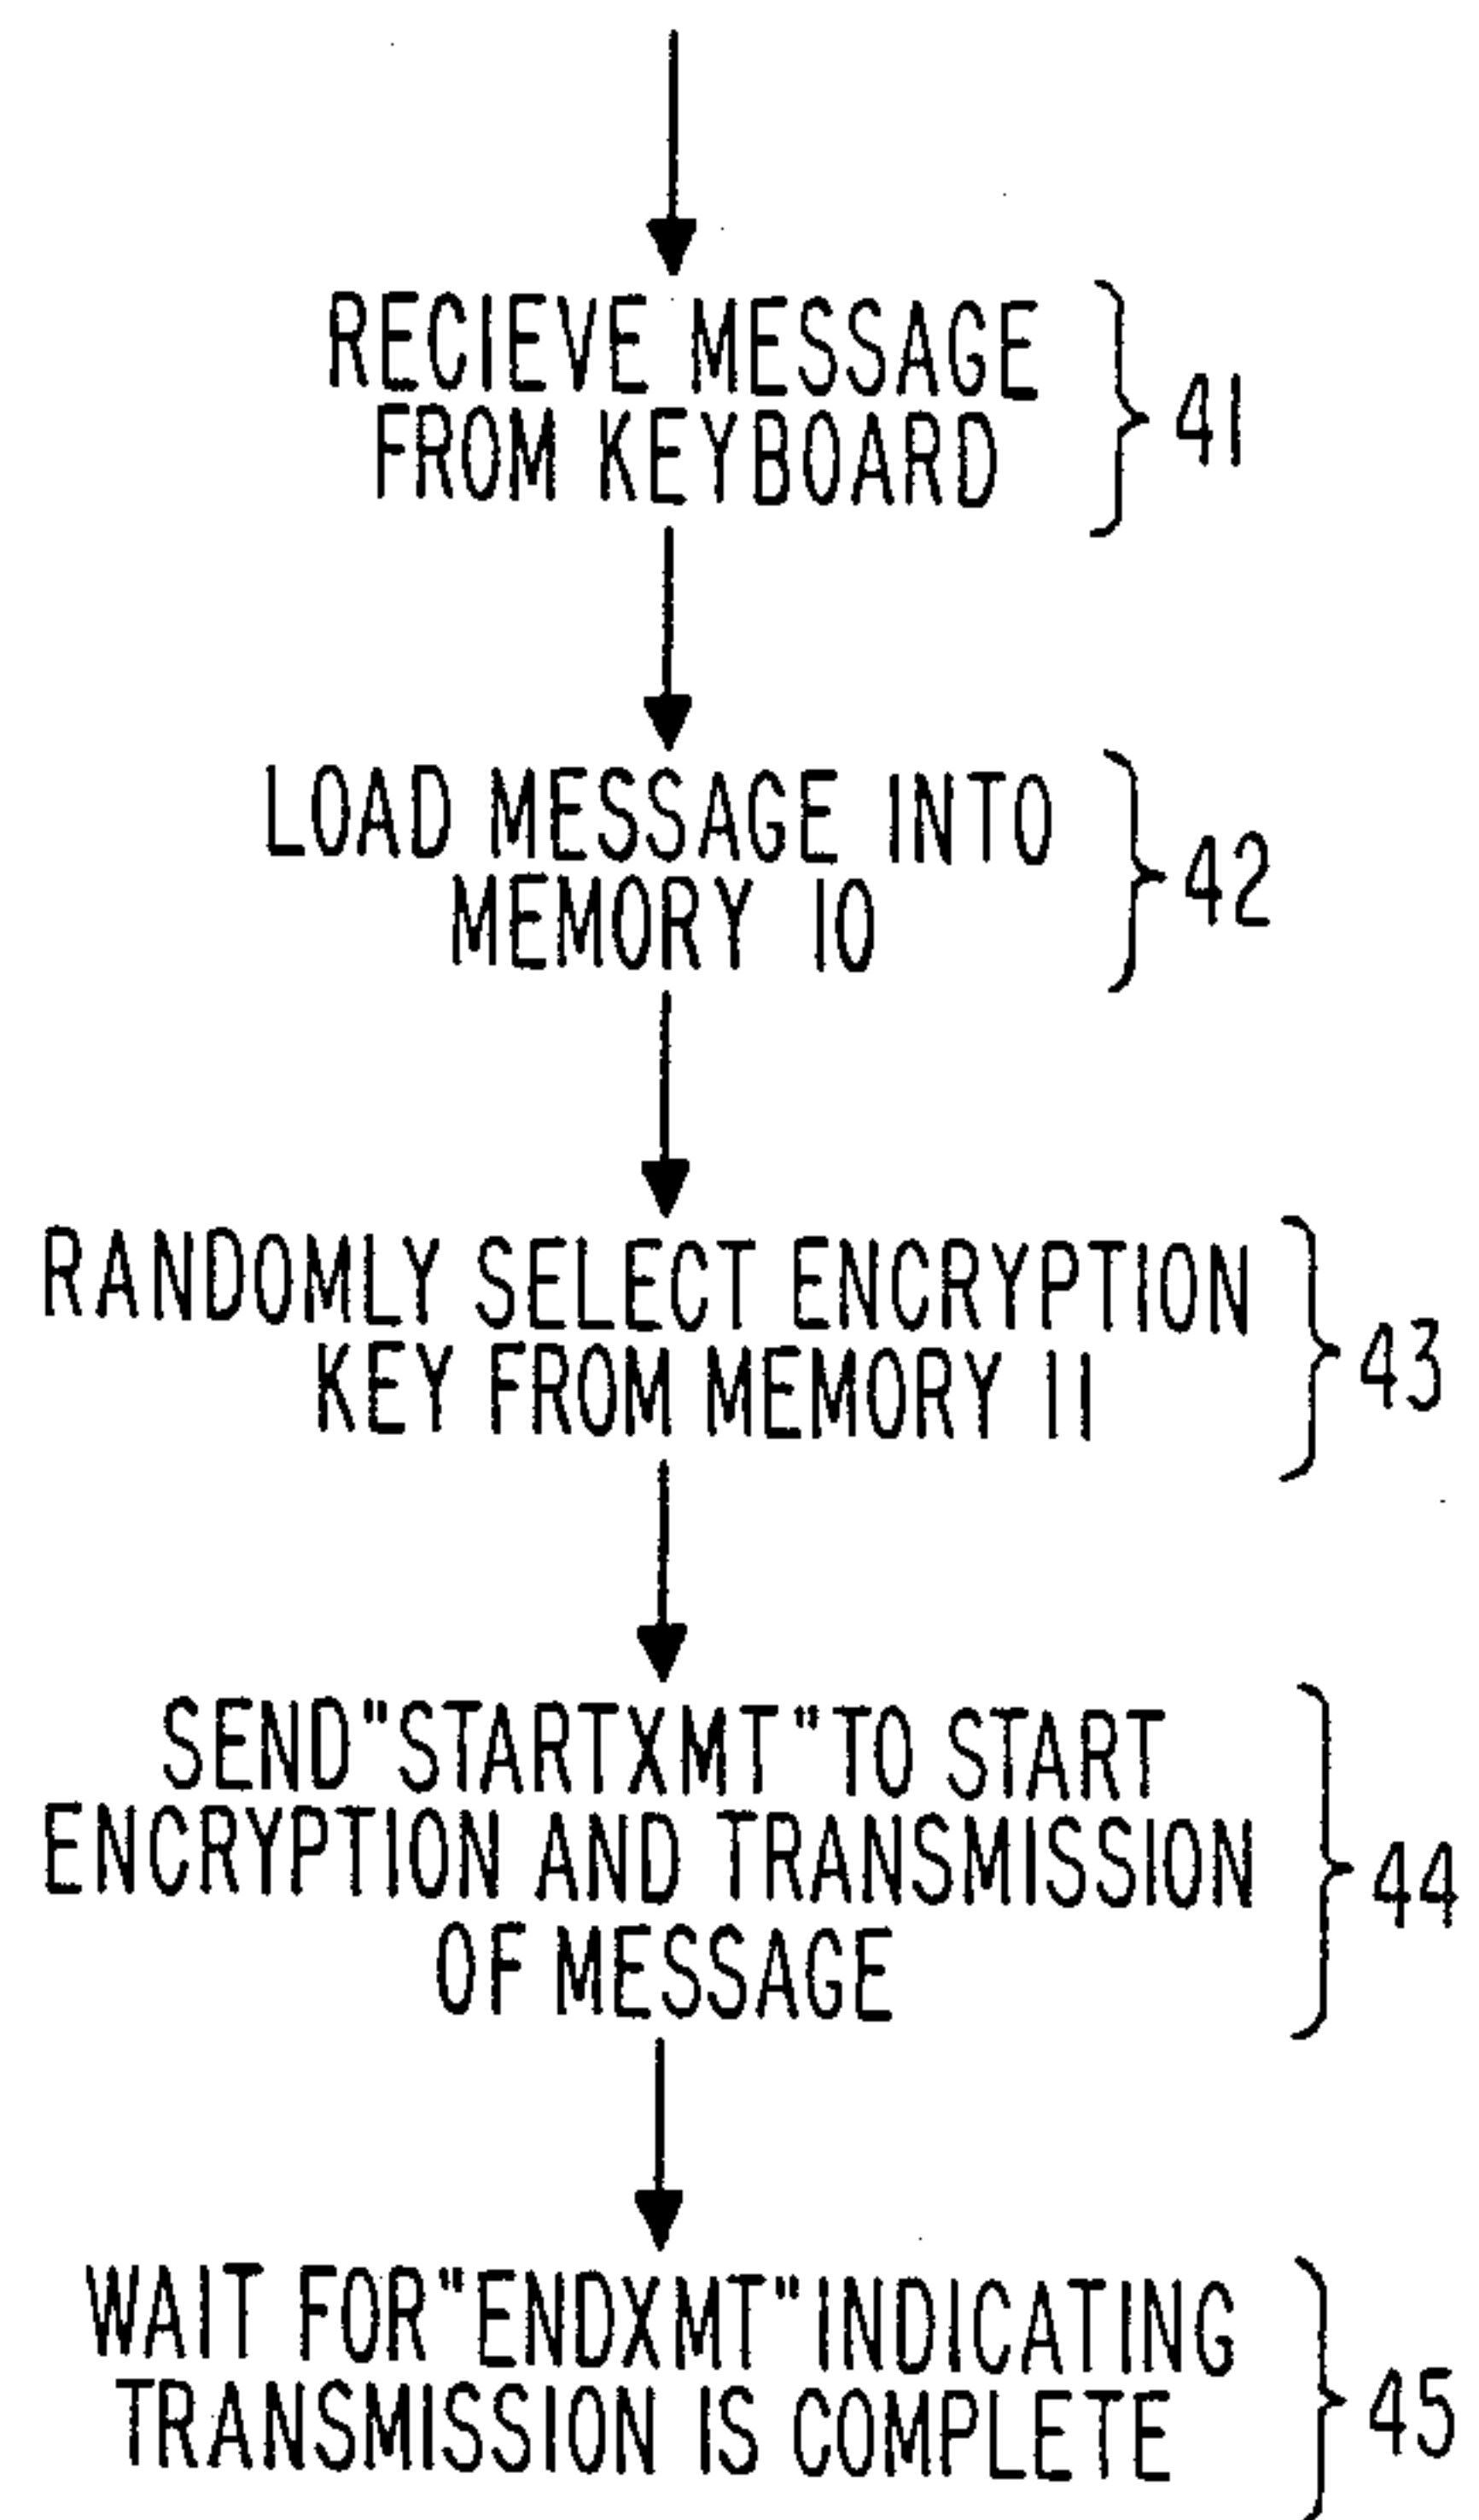 RECIEVE MESSAGE
FROM KEYBOARD
41
LOAD MESSAGE INTO
MEMORY 10
42
RANDOMLY SELECT ENCRYPTION
KEY FROM MEMORY 11
43
SEND "STARTXMT" TO START
ENCRYPTION AND TRANSMISSION
OF MESSAGE
44
WAIT FOR "ENDXMT" INDICATING
TRANSMISSION IS COMPLETE
45